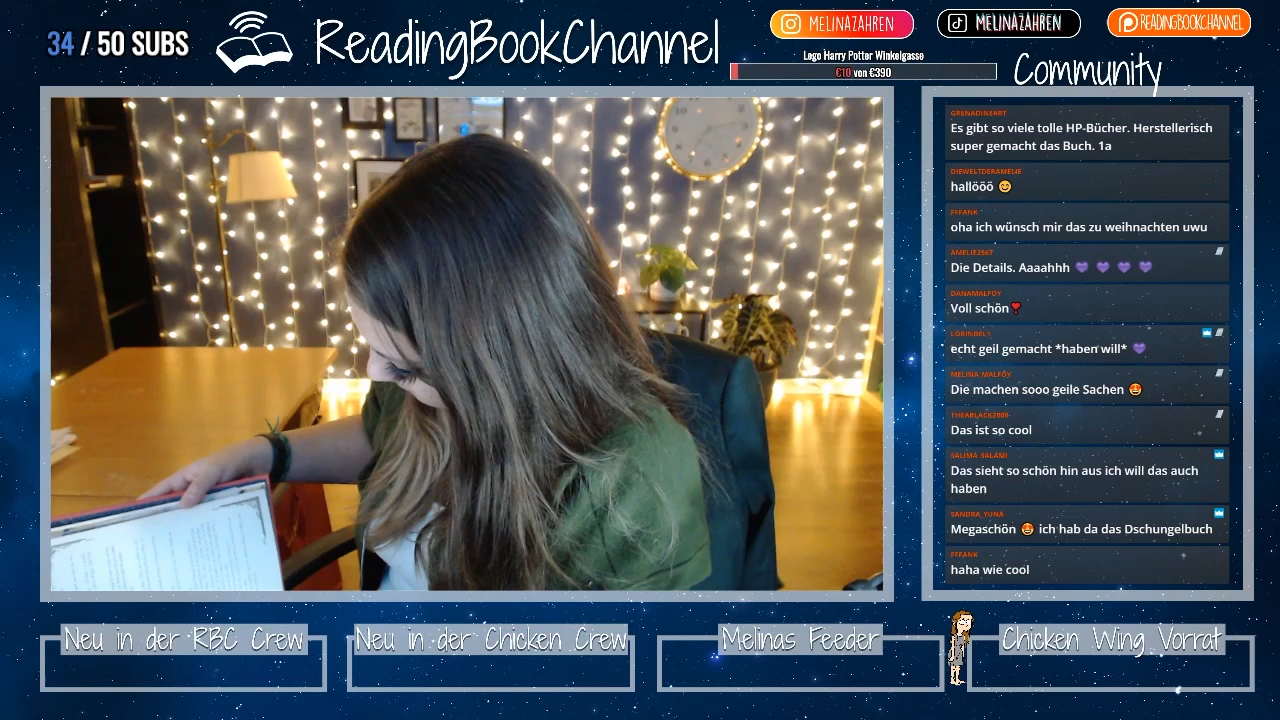 34 / 50 SUBS
ReadingBookChannel
MELINAZAHREN
MELINAZAHREN
READINGBOOKCHANNEL
Lego Harry Potter Winkelgasse
€10 von €390
Community
GRENADINEART
Es gibt so viele tolle HP-Bücher. Herstellerisch
super gemacht das Buch. 1a
DIEWELTDERAMELIE
hallööö 😊
FFFANK
oha ich wünsch mir das zu weihnachten uwu
AMELIE2567
Die Details. Aaaahhh 💜 💜 💜 💜
DANAMALFOY
Voll schön❣
LORINDEL1
echt geil gemacht *haben will* 💜
MELINA_MALFOY
Die machen sooo geile Sachen 🤩
THEABLACK2008
Das ist so cool
SALIMA_SALAMI
Das sieht so schön hin aus ich will das auch
haben
SANDRA_YUNA
Megaschön 🤩 ich hab da das Dschungelbuch
FFFANK
haha wie cool
Neu in der RBC Crew
Neu in der Chicken Crew
Melinas Feeder
Chicken Wing Vorrat